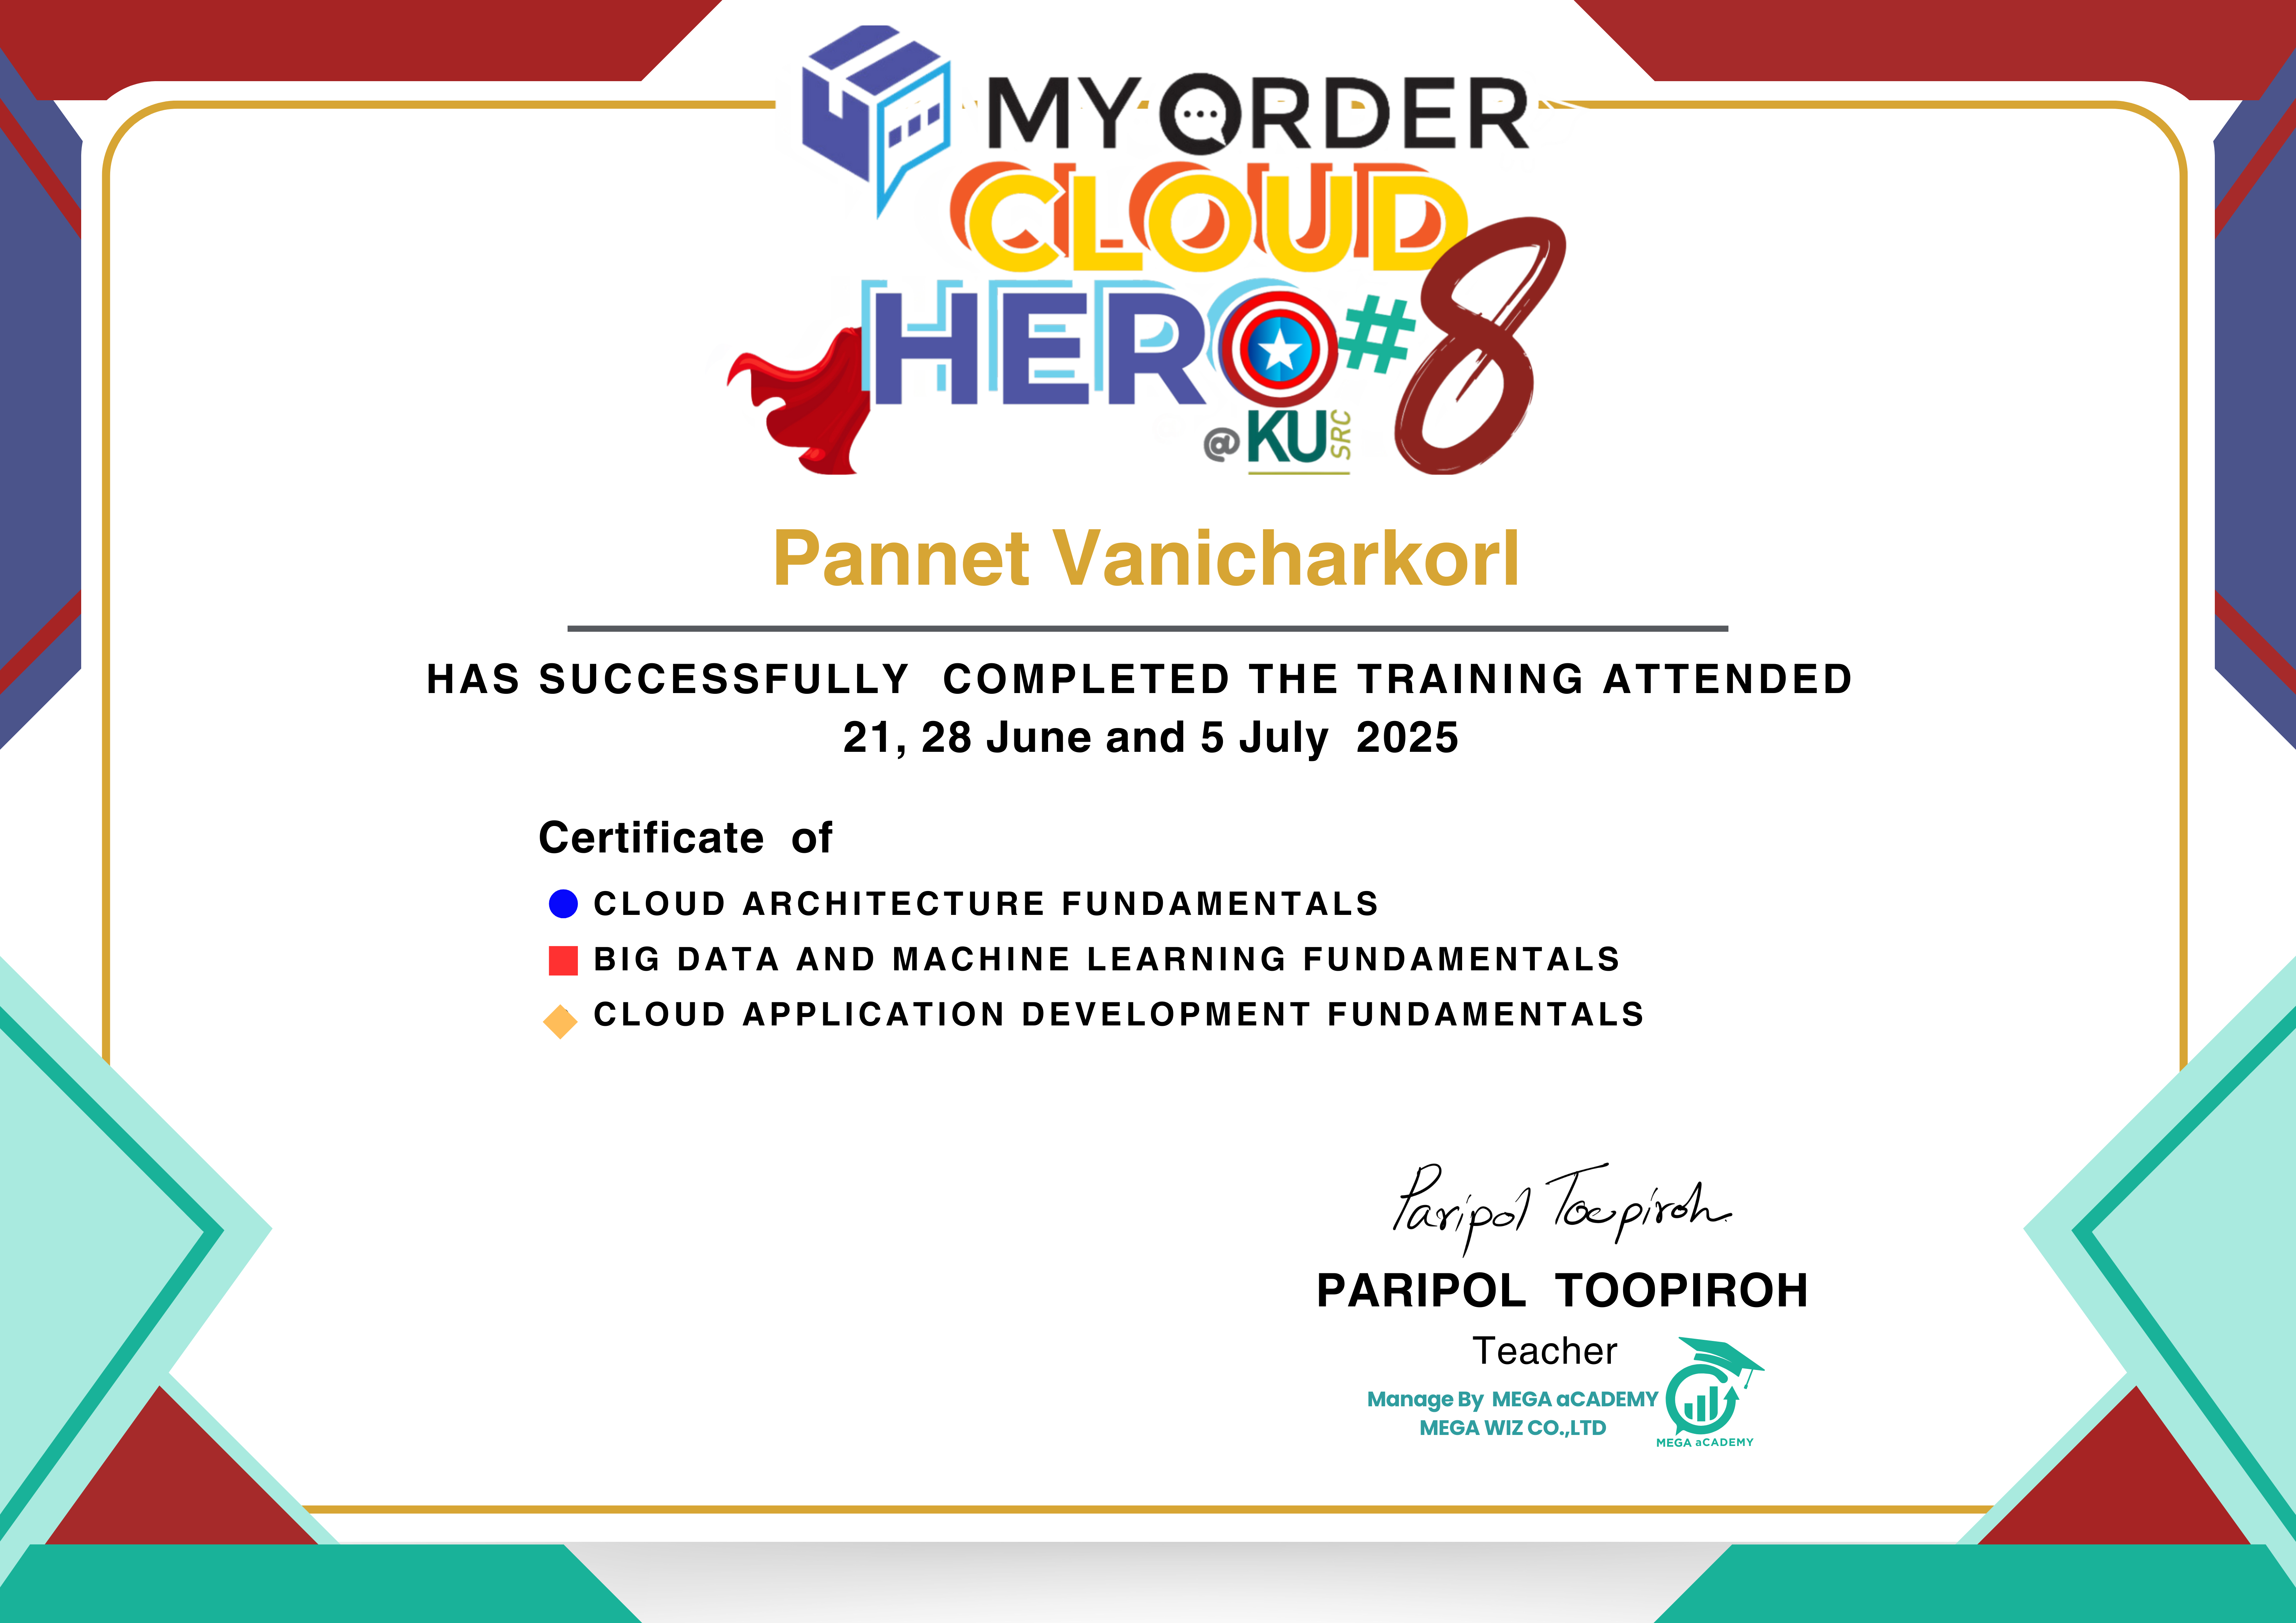 MY ORDER
CLOUD
HERO #8
@KU SRC
Pannet Vanicharkorl
HAS SUCCESSFULLY COMPLETED THE TRAINING ATTENDED
21, 28 June and 5 July 2025
Certificate of
CLOUD ARCHITECTURE FUNDAMENTALS
BIG DATA AND MACHINE LEARNING FUNDAMENTALS
CLOUD APPLICATION DEVELOPMENT FUNDAMENTALS
Paripol Toopiroh
PARIPOL TOOPIROH
Teacher
Manage By MEGA aCADEMY
MEGA WIZ CO.,LTD
MEGA aCADEMY